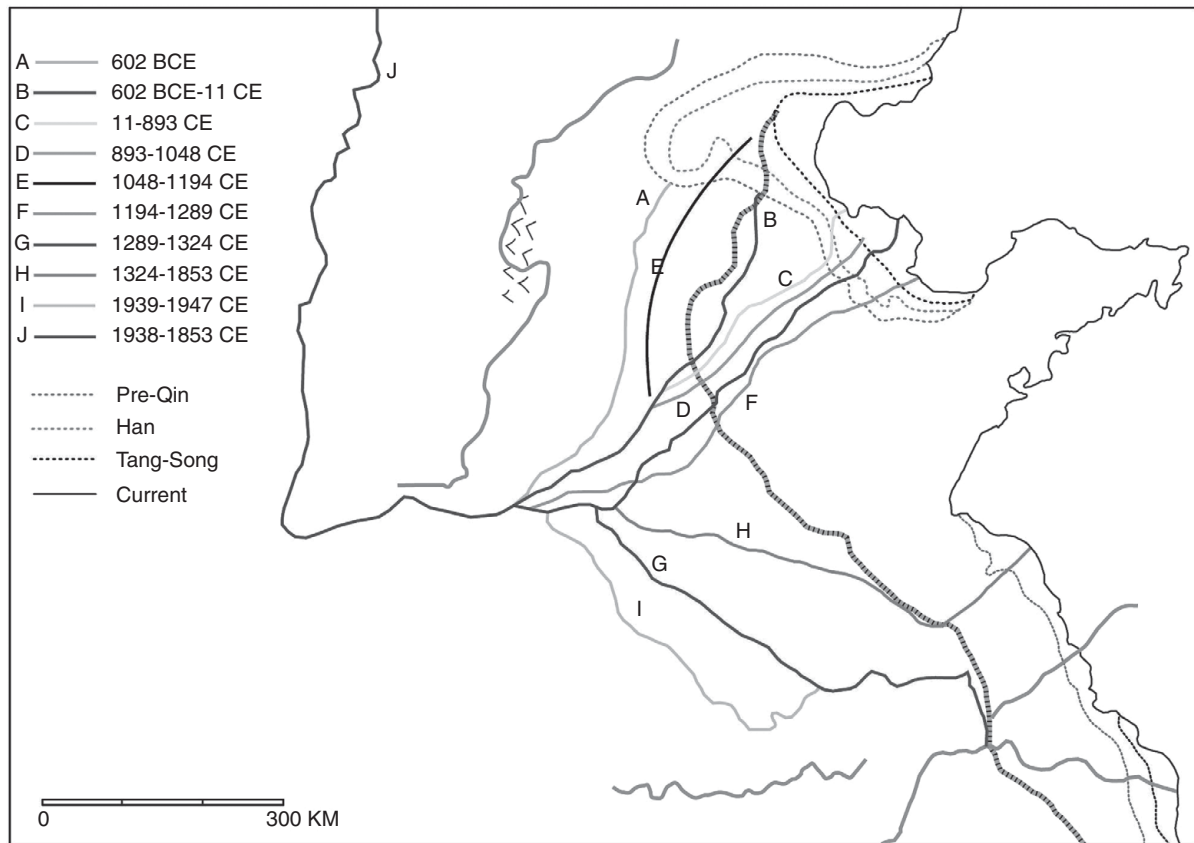 A 602 BCE
B 602 BCE-11 CE
C 11-893 CE
D 893-1048 CE
E 1048-1194 CE
F 1194-1289 CE
G 1289-1324 CE
H 1324-1853 CE
I 1939-1947 CE
J 1938-1853 CE
Pre-Qin
Han
Tang-Song
Current
J
A
B
E
C
D
F
H
G
I
0 300 KM